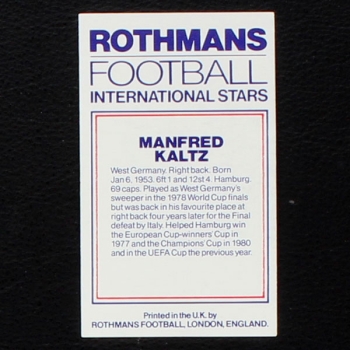 ROTHMANS
FOOTBALL
INTERNATIONAL STARS
MANFRED
KALTZ
West Germany. Right back. Born
Jan 6, 1953. 6ft 1 and 12st 4. Hamburg.
69 caps. Played as West Germany's
sweeper in the 1978 World Cup finals
but was back in his favourite place at
right back four years later for the Final
defeat by Italy. Helped Hamburg win
the European Cup-winners' Cup in
1977 and the Champions' Cup in 1980
and in the UEFA Cup the previous year.
Printed in the U.K. by
ROTHMANS FOOTBALL, LONDON, ENGLAND.